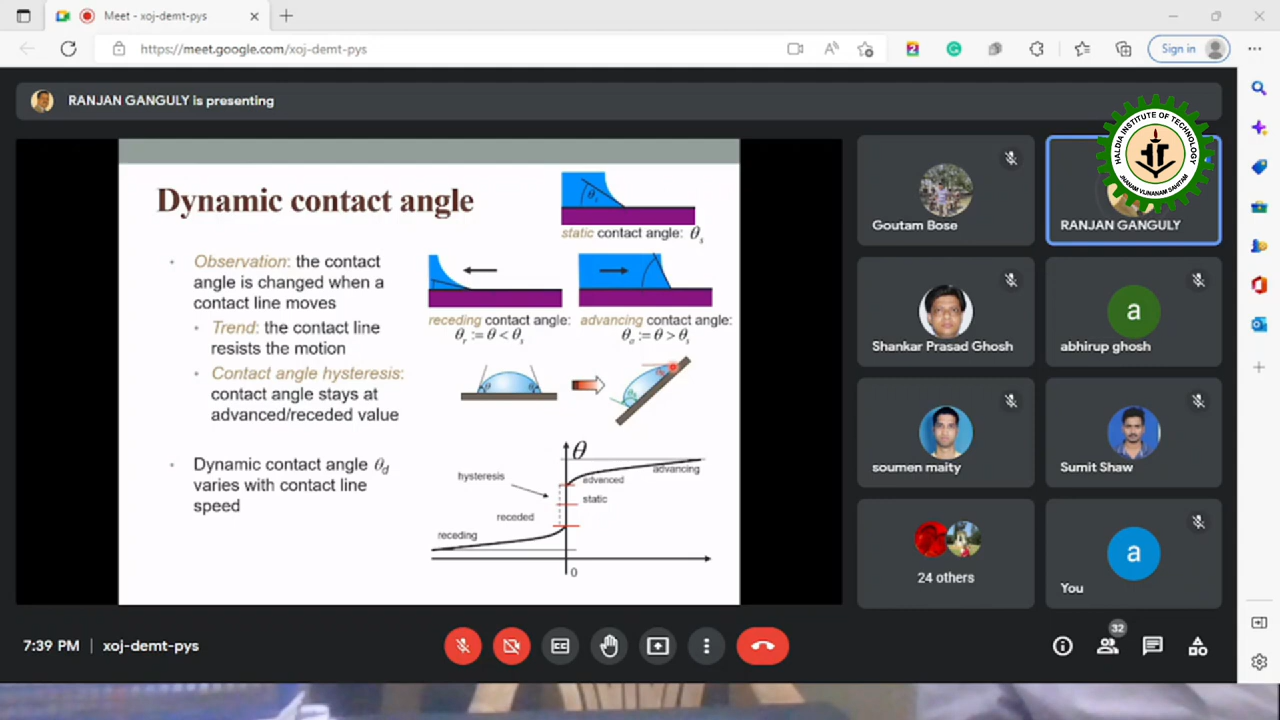 Meet - xoj-demt-pys
https://meet.google.com/xoj-demt-pys
Sign in
RANJAN GANGULY is presenting
HALDIA INSTITUTE OF TECHNOLOGY
Dynamic contact angle
Observation: the contact
angle is changed when a
contact line moves
Trend: the contact line
resists the motion
Contact angle hysteresis:
contact angle stays at
advanced/receded value
Dynamic contact angle θd
varies with contact line
speed
θs
static contact angle: θs
receding contact angle:
θr := θ < θs
advancing contact angle:
θa := θ > θs
θ
hysteresis
advancing
advanced
static
receded
receding
0
Goutam Bose
RANJAN GANGULY
Shankar Prasad Ghosh
a
abhirup ghosh
soumen maity
Sumit Shaw
24 others
a
You
7:39 PM | xoj-demt-pys
32